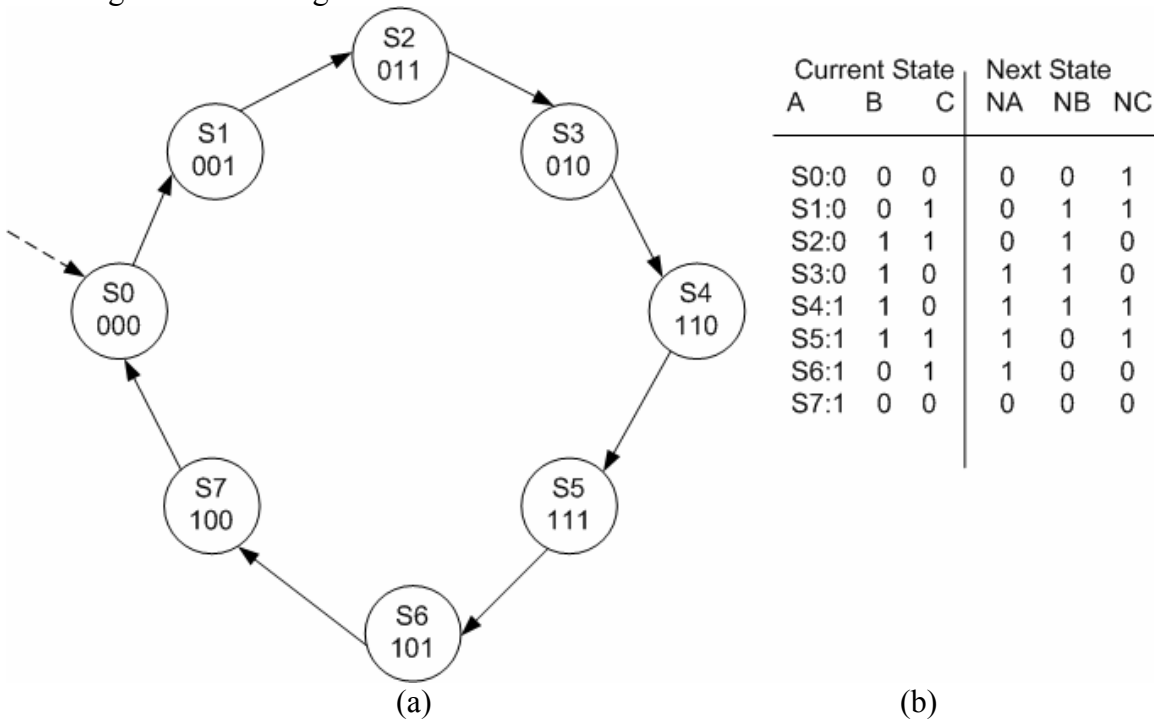 S2
011
S1
001
S3
010
S0
000
S4
110
S7
100
S5
111
S6
101
(a)
Current State Next State
A B C NA NB NC
S0:0 0 0 0 0 1
S1:0 0 1 0 1 1
S2:0 1 1 0 1 0
S3:0 1 0 1 1 0
S4:1 1 0 1 1 1
S5:1 1 1 1 0 1
S6:1 0 1 1 0 0
S7:1 0 0 0 0 0
(b)